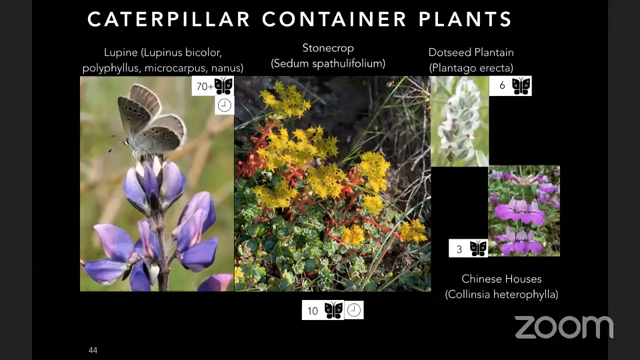 CATERPILLAR CONTAINER PLANTS
Lupine (Lupinus bicolor,
polyphyllus, microcarpus, nanus)
70+
Stonecrop
(Sedum spathulifolium)
10
Dotseed Plantain
(Plantago erecta)
6
3
Chinese Houses
(Collinsia heterophylla)
zoom
44